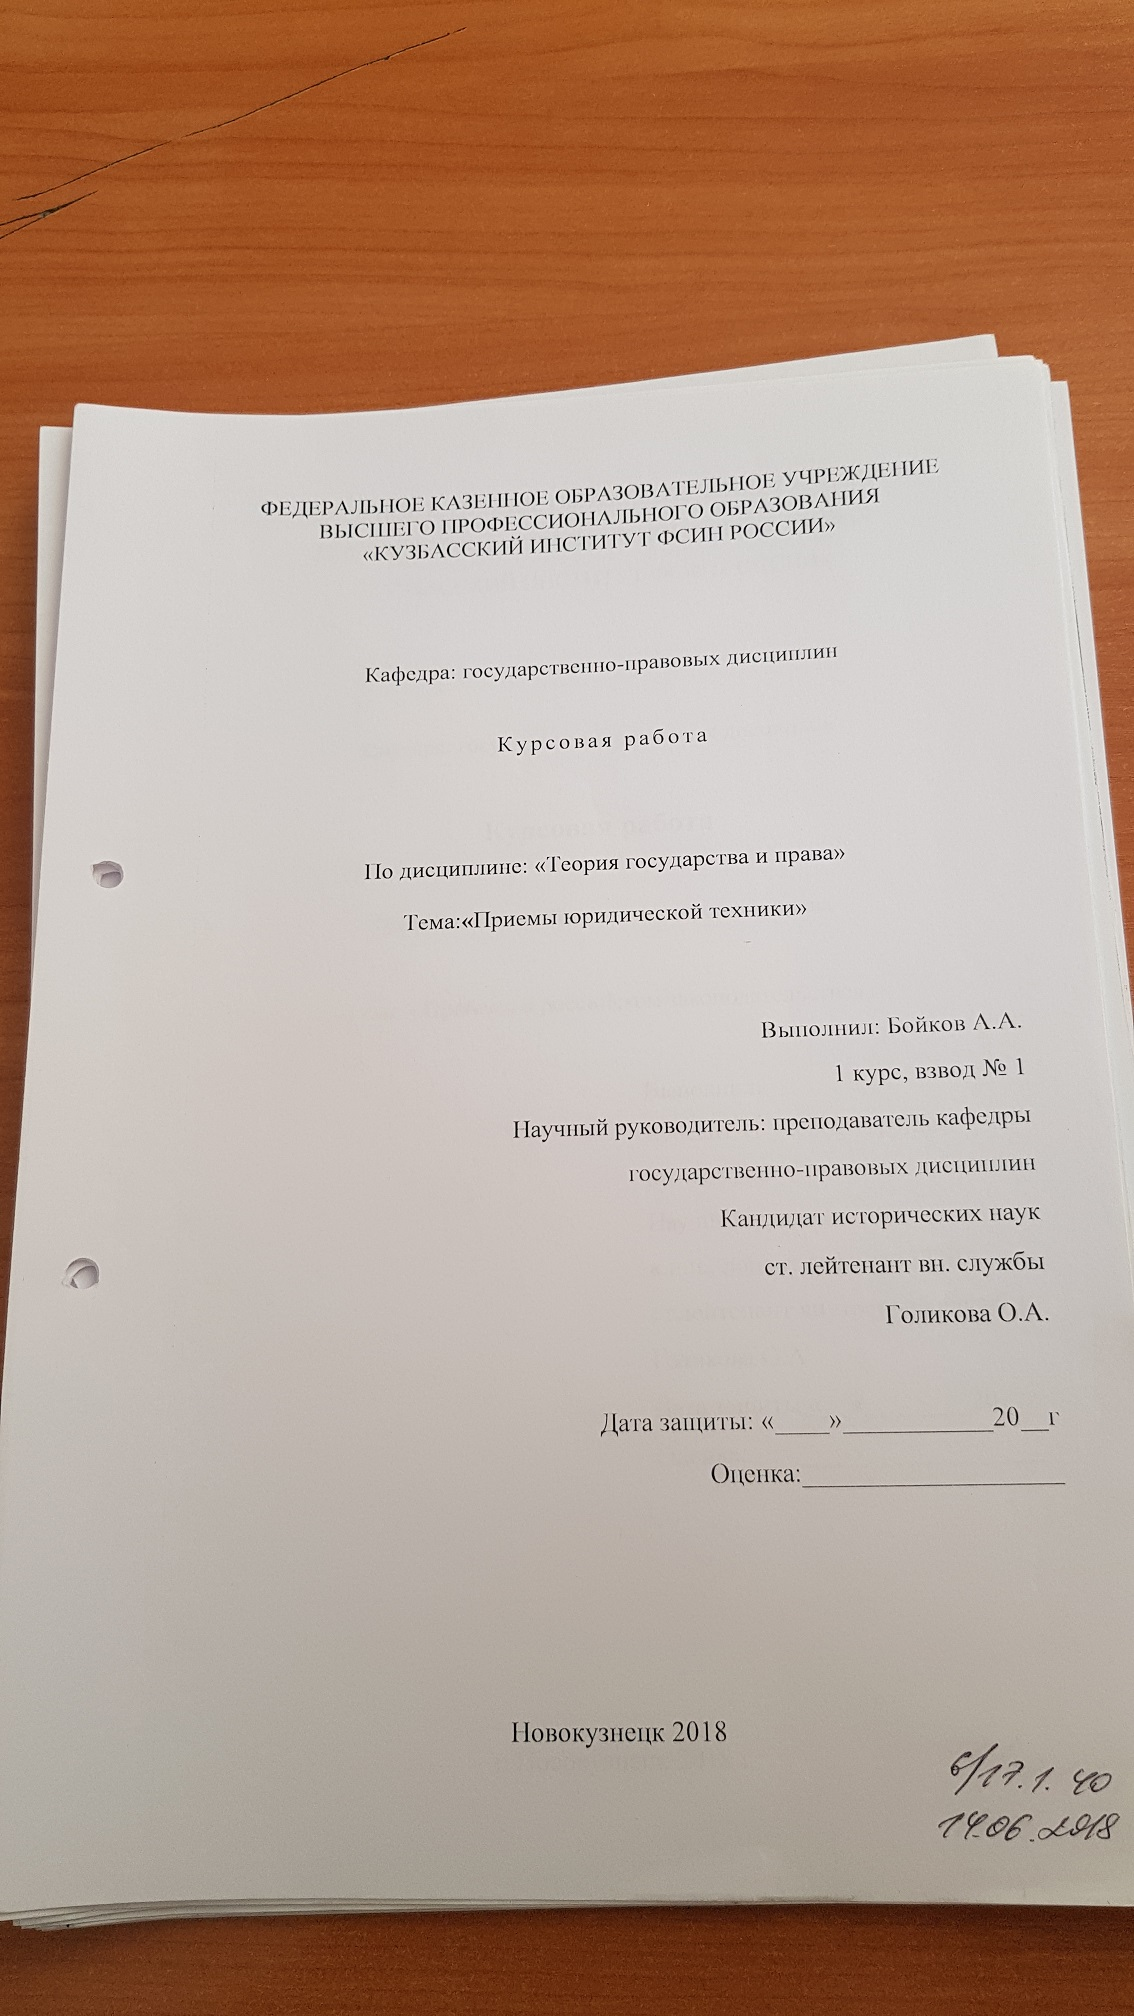 ФЕДЕРАЛЬНОЕ КАЗЕННОЕ ОБРАЗОВАТЕЛЬНОЕ УЧРЕЖДЕНИЕ
ВЫСШЕГО ПРОФЕССИОНАЛЬНОГО ОБРАЗОВАНИЯ
«КУЗБАССКИЙ ИНСТИТУТ ФСИН РОССИИ»
Кафедра: государственно-правовых дисциплин
Курсовая работа
По дисциплине: «Теория государства и права»
Тема:«Приемы юридической техники»
Выполнил: Бойков А.А.
1 курс, взвод № 1
Научный руководитель: преподаватель кафедры
государственно-правовых дисциплин
Кандидат исторических наук
ст. лейтенант вн. службы
Голикова О.А.
Дата защиты: «____»___________20__г
Оценка:___________________
Новокузнецк 2018
б/17.1. 40
14.06.2018